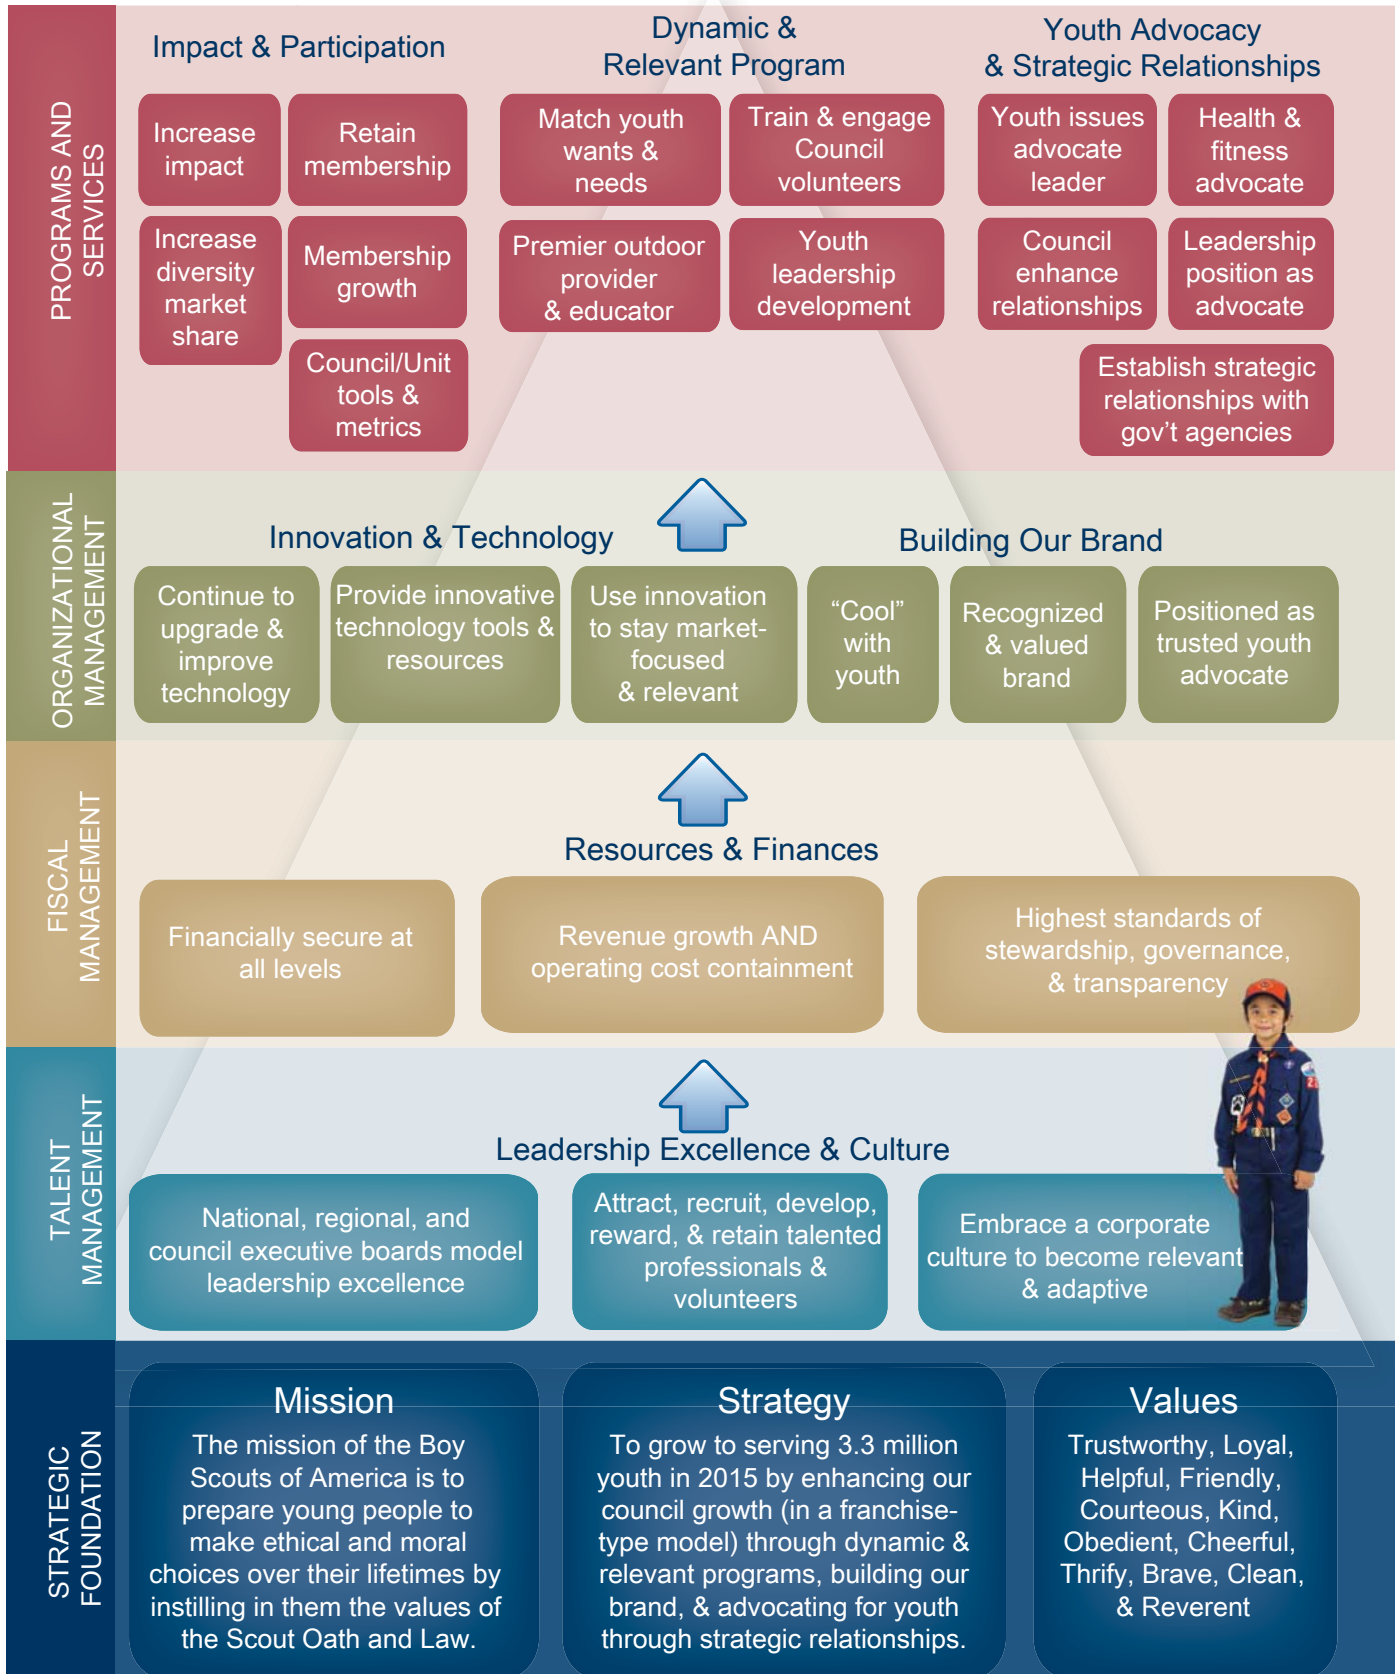 PROGRAMS AND
SERVICES
Impact & Participation
Increase
impact
Retain
membership
Increase
diversity
market
share
Membership
growth
Council/Unit
tools &
metrics
Dynamic &
Relevant Program
Match youth
wants &
needs
Train & engage
Council
volunteers
Premier outdoor
provider
& educator
Youth
leadership
development
Youth Advocacy
& Strategic Relationships
Youth issues
advocate
leader
Health &
fitness
advocate
Council
enhance
relationships
Leadership
position as
advocate
Establish strategic
relationships with
gov’t agencies
ORGANIZATIONAL
MANAGEMENT
Innovation & Technology
Continue to
upgrade &
improve
technology
Provide innovative
technology tools &
resources
Use innovation
to stay market-
focused
& relevant
Building Our Brand
“Cool”
with
youth
Recognized
& valued
brand
Positioned as
trusted youth
advocate
FISCAL
MANAGEMENT
Resources & Finances
Financially secure at
all levels
Revenue growth AND
operating cost containment
Highest standards of
stewardship, governance,
& transparency
TALENT
MANAGEMENT
Leadership Excellence & Culture
National, regional, and
council executive boards model
leadership excellence
Attract, recruit, develop,
reward, & retain talented
professionals &
volunteers
Embrace a corporate
culture to become relevant
& adaptive
STRATEGIC
FOUNDATION
Mission
The mission of the Boy
Scouts of America is to
prepare young people to
make ethical and moral
choices over their lifetimes by
instilling in them the values of
the Scout Oath and Law.
Strategy
To grow to serving 3.3 million
youth in 2015 by enhancing our
council growth (in a franchise-
type model) through dynamic &
relevant programs, building our
brand, & advocating for youth
through strategic relationships.
Values
Trustworthy, Loyal,
Helpful, Friendly,
Courteous, Kind,
Obedient, Cheerful,
Thrify, Brave, Clean,
& Reverent